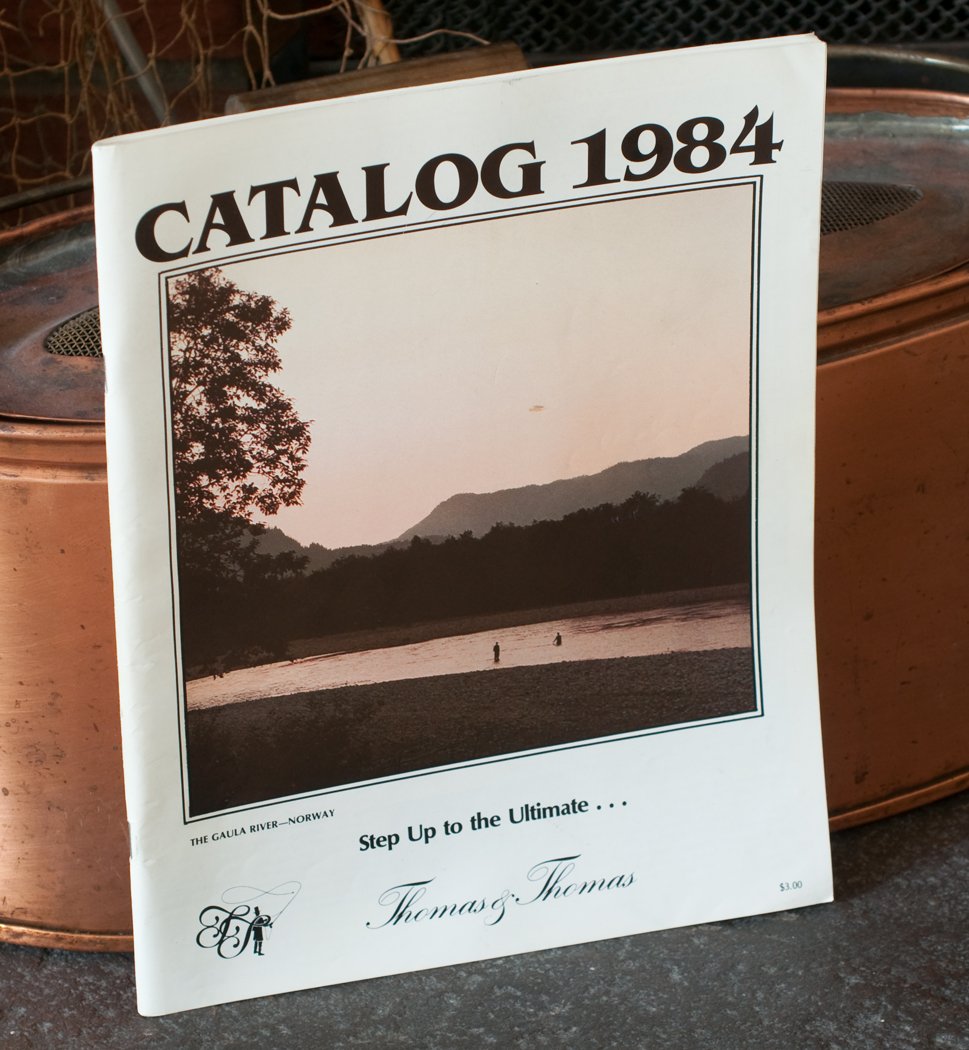 CATALOG 1984
THE GAULA RIVER—NORWAY
Step Up to the Ultimate . . .
Thomas & Thomas
$3.00